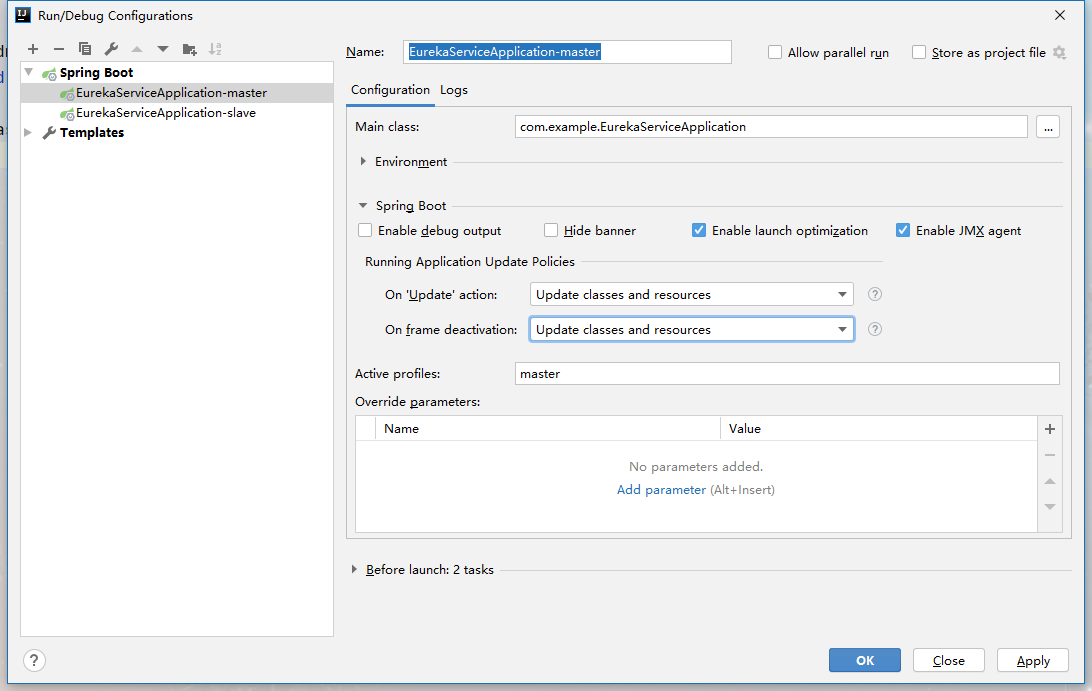 Run/Debug Configurations
Name: EurekaServiceApplication-master Allow parallel run Store as project file
Spring Boot
EurekaServiceApplication-master
EurekaServiceApplication-slave
Templates
Configuration Logs
Main class: com.example.EurekaServiceApplication ...
Environment
Spring Boot
Enable debug output Hide banner Enable launch optimization Enable JMX agent
Running Application Update Policies
On 'Update' action: Update classes and resources ?
On frame deactivation: Update classes and resources ?
Active profiles: master
Override parameters:
Name Value
No parameters added.
Add parameter (Alt+Insert)
Before launch: 2 tasks
? OK Close Apply